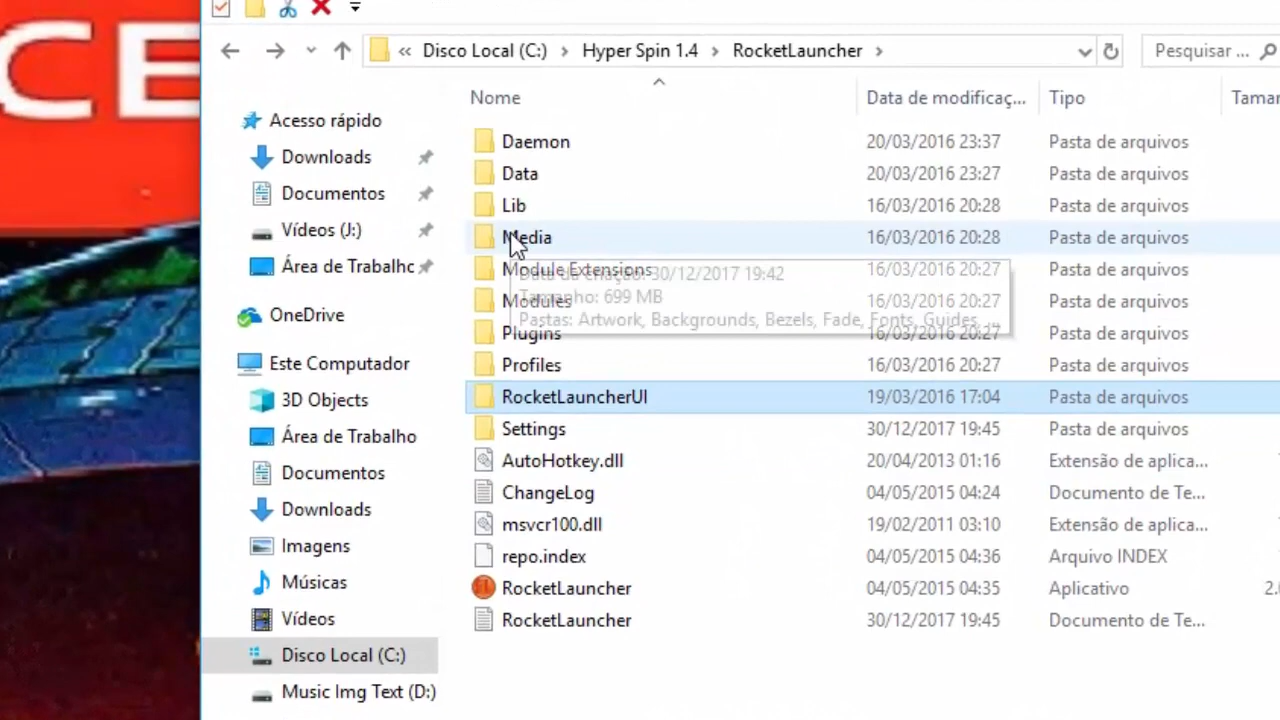 CE
« Disco Local (C:) > Hyper Spin 1.4 > RocketLauncher >
Pesquisar ...
Nome Data de modificaç... Tipo Tamar
Acesso rápido
Downloads
Documentos
Vídeos (J:)
Área de Trabalhc
OneDrive
Este Computador
3D Objects
Área de Trabalho
Documentos
Downloads
Imagens
Músicas
Vídeos
Disco Local (C:)
Music Img Text (D:)
Daemon 20/03/2016 23:37 Pasta de arquivos
Data 20/03/2016 23:27 Pasta de arquivos
Lib 16/03/2016 20:28 Pasta de arquivos
Media 16/03/2016 20:28 Pasta de arquivos
Module Extensions 16/03/2016 20:27 Pasta de arquivos
Data da criação: 30/12/2017 19:42
Modules 16/03/2016 20:27 Pasta de arquivos
Tamanho: 699 MB
Pastas: Artwork, Backgrounds, Bezels, Fade, Fonts, Guides, ...
Plugins 16/03/2016 20:27 Pasta de arquivos
Profiles 16/03/2016 20:27 Pasta de arquivos
RocketLauncherUI 19/03/2016 17:04 Pasta de arquivos
Settings 30/12/2017 19:45 Pasta de arquivos
AutoHotkey.dll 20/04/2013 01:16 Extensão de aplica...
ChangeLog 04/05/2015 04:24 Documento de Te...
msvcr100.dll 19/02/2011 03:10 Extensão de aplica...
repo.index 04/05/2015 04:36 Arquivo INDEX
RocketLauncher 04/05/2015 04:35 Aplicativo 2.0
RocketLauncher 30/12/2017 19:45 Documento de Te...